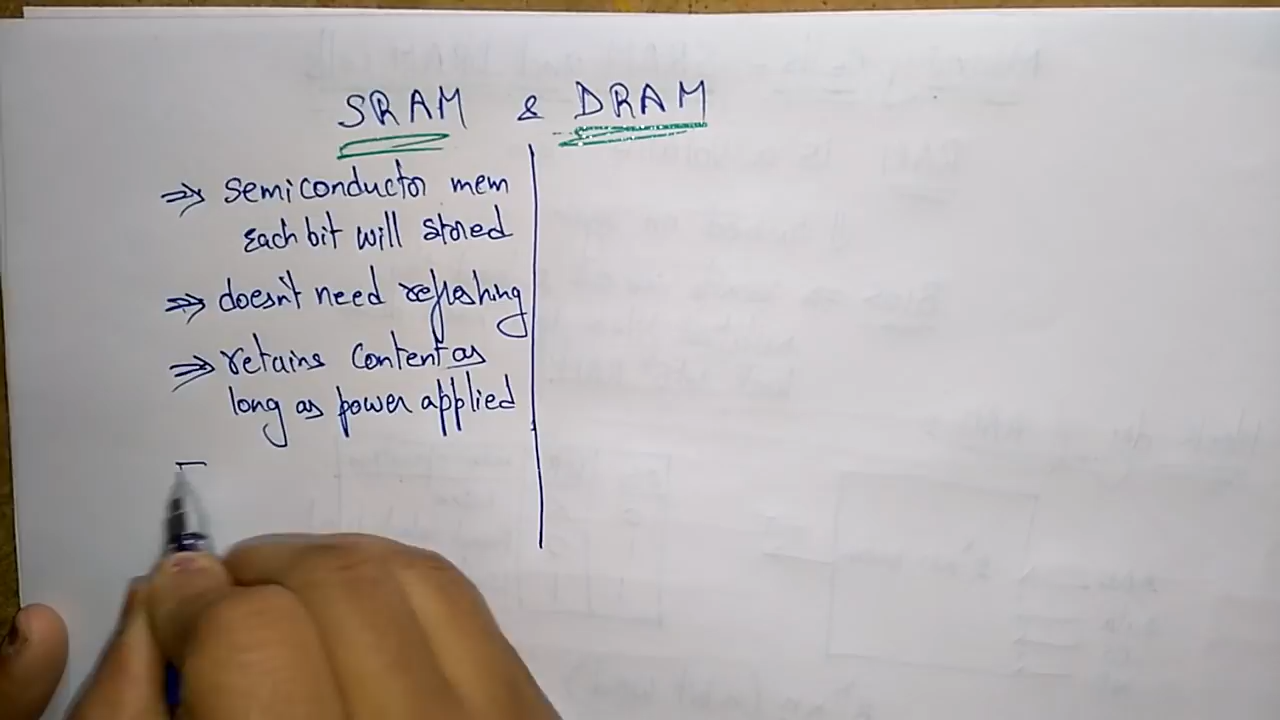 SRAM & DRAM
⇒ semiconductor mem
Each bit will stored
⇒ doesn't need refreshing
⇒ retains content as
long as power applied